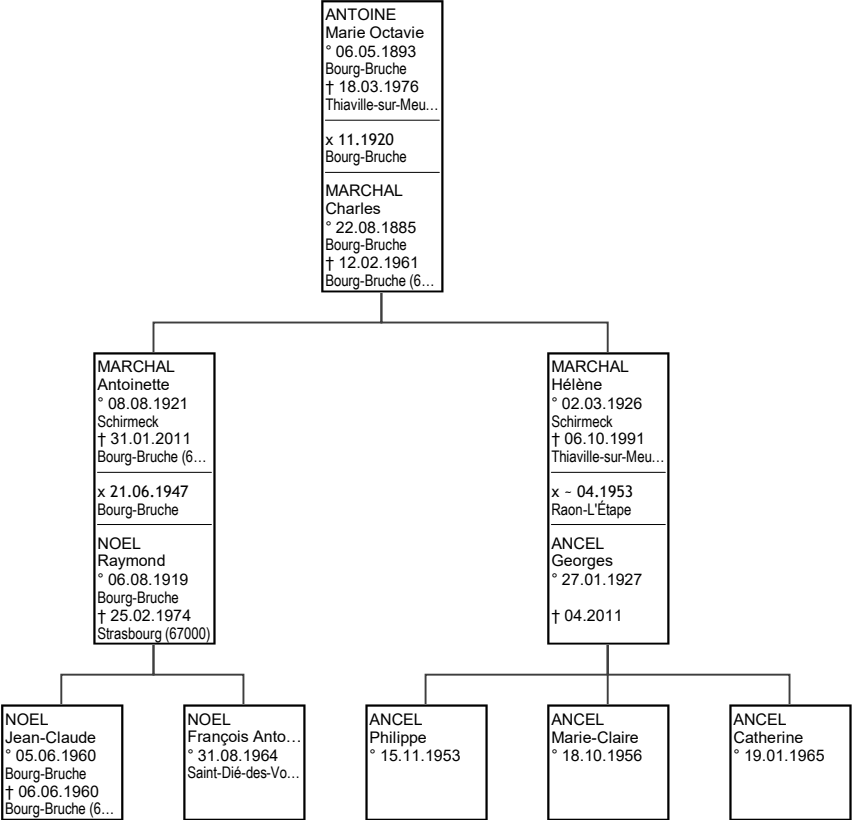 ANTOINE
Marie Octavie
° 06.05.1893
Bourg-Bruche
† 18.03.1976
Thiaville-sur-Meu...
x 11.1920
Bourg-Bruche
MARCHAL
Charles
° 22.08.1885
Bourg-Bruche
† 12.02.1961
Bourg-Bruche (6...
MARCHAL
Antoinette
° 08.08.1921
Schirmeck
† 31.01.2011
Bourg-Bruche (6...
x 21.06.1947
Bourg-Bruche
NOEL
Raymond
° 06.08.1919
Bourg-Bruche
† 25.02.1974
Strasbourg (67000)
MARCHAL
Hélène
° 02.03.1926
Schirmeck
† 06.10.1991
Thiaville-sur-Meu...
x ~ 04.1953
Raon-L'Étape
ANCEL
Georges
° 27.01.1927
† 04.2011
NOEL
Jean-Claude
° 05.06.1960
Bourg-Bruche
† 06.06.1960
Bourg-Bruche (6...
NOEL
François Anto...
° 31.08.1964
Saint-Dié-des-Vo...
ANCEL
Philippe
° 15.11.1953
ANCEL
Marie-Claire
° 18.10.1956
ANCEL
Catherine
° 19.01.1965